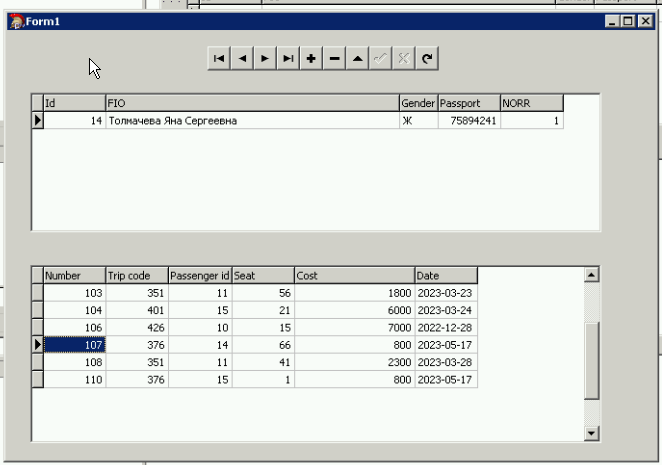 Form1
Id FIO Gender Passport NORR
14 Толмачева Яна Сергеевна Ж 75894241 1
Number Trip code Passenger id Seat Cost Date
103 351 11 56 1800 2023-03-23
104 401 15 21 6000 2023-03-24
106 426 10 15 7000 2022-12-28
107 376 14 66 800 2023-05-17
108 351 11 41 2300 2023-03-28
110 376 15 1 800 2023-05-17